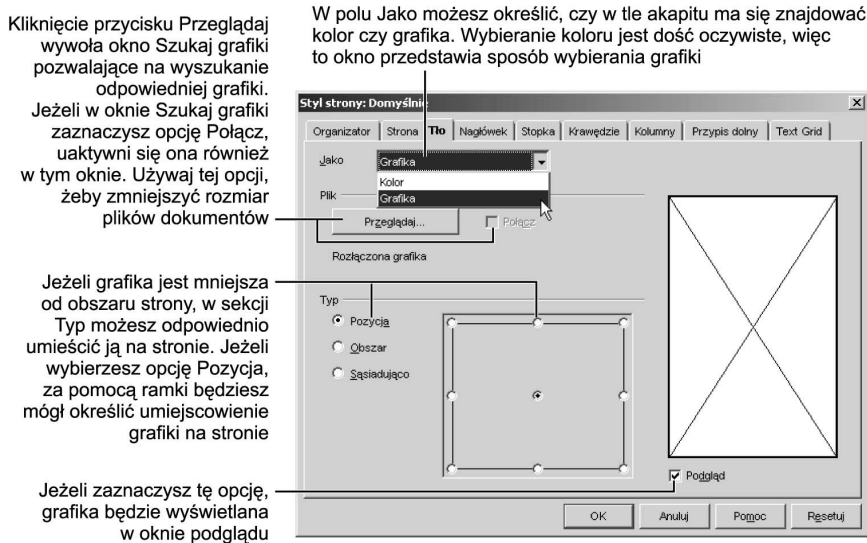 Kliknięcie przycisku Przeglądaj
wywoła okno Szukaj grafiki
pozwalające na wyszukanie
odpowiedniej grafiki.
Jeżeli w oknie Szukaj grafiki
zaznaczysz opcję Połącz,
uaktywni się ona również
w tym oknie. Używaj tej opcji,
żeby zmniejszyć rozmiar
plików dokumentów
Jeżeli grafika jest mniejsza
od obszaru strony, w sekcji
Typ możesz odpowiednio
umieścić ją na stronie. Jeżeli
wybierzesz opcję Pozycja,
za pomocą ramki będziesz
mógł określić umiejscowienie
grafiki na stronie
Jeżeli zaznaczysz tę opcję,
grafika będzie wyświetlana
w oknie podglądu
W polu Jako możesz określić, czy w tle akapitu ma się znajdować
kolor czy grafika. Wybieranie koloru jest dość oczywiste, więc
to okno przedstawia sposób wybierania grafiki
Styl strony: Domyślnie
Organizator Strona Tło Nagłówek Stopka Krawędzie Kolumny Przypis dolny Text Grid
Jako Grafika
Kolor
Plik Grafika
Przeglądaj... Połącz
Rozłączona grafika
Typ
Pozycja
Obszar
Sąsiadująco
Podgląd
OK Anuluj Pomoc Resetuj